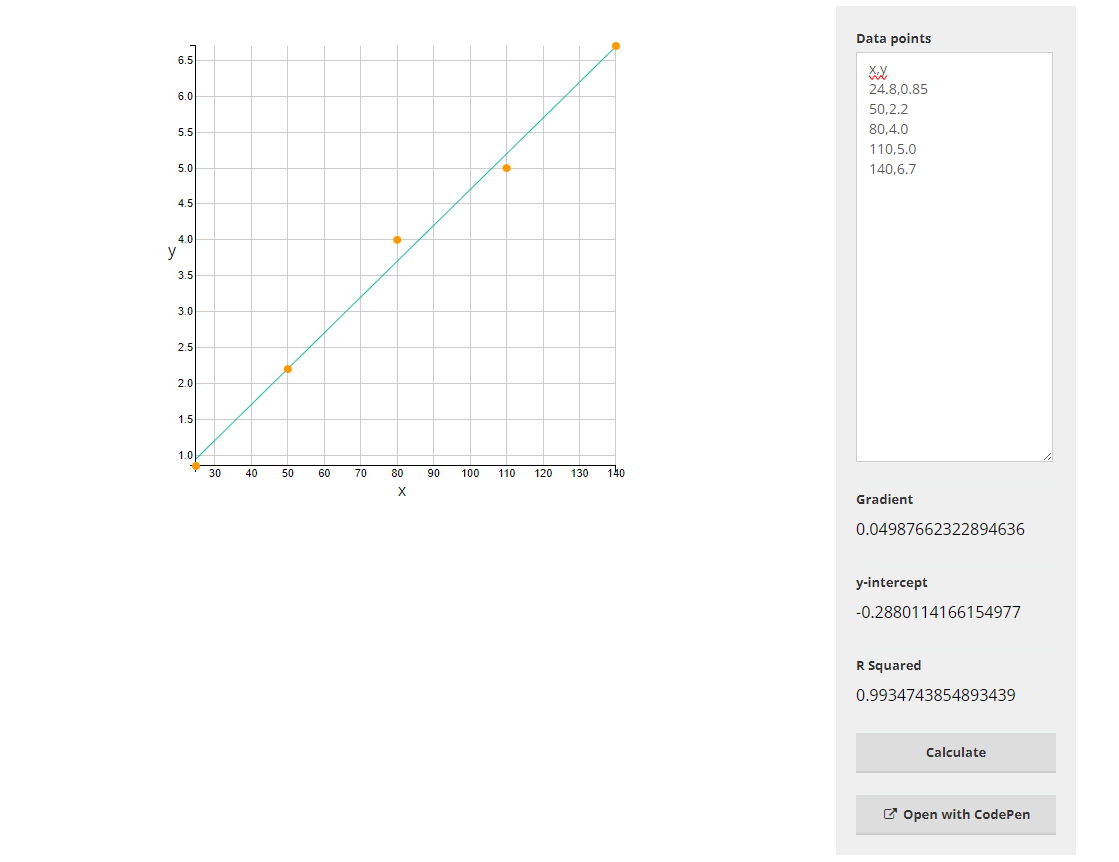 6.5
6.0
5.5
5.0
4.5
4.0
y
3.5
3.0
2.5
2.0
1.5
1.0
30 40 50 60 70 80 90 100 110 120 130 140
x
Data points
x,y
24.8,0.85
50,2.2
80,4.0
110,5.0
140,6.7
Gradient
0.04987662322894636
y-intercept
-0.2880114166154977
R Squared
0.9934743854893439
Calculate
Open with CodePen